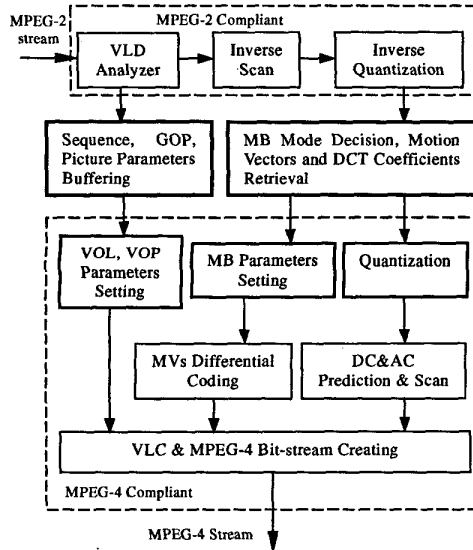 MPEG-2 Compliant
MPEG-2
stream
VLD
Analyzer
Inverse
Scan
Inverse
Quantization
Sequence, GOP,
Picture Parameters
Buffering
MB Mode Decision, Motion
Vectors and DCT Coefficients
Retrieval
VOL, VOP
Parameters
Setting
MB Parameters
Setting
Quantization
MVs Differential
Coding
DC&AC
Prediction & Scan
VLC & MPEG-4 Bit-stream Creating
MPEG-4 Compliant
MPEG-4 Stream